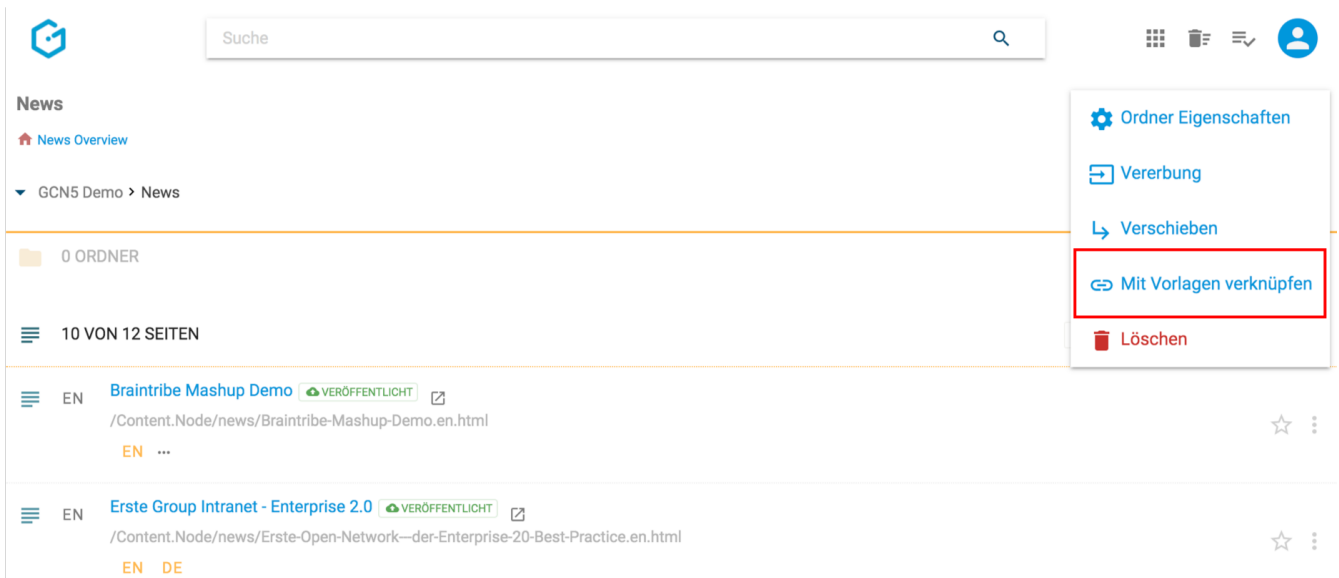 Suche
News
News Overview
GCN5 Demo > News
Ordner Eigenschaften
Vererbung
Verschieben
Mit Vorlagen verknüpfen
Löschen
0 ORDNER
10 VON 12 SEITEN
EN Braintribe Mashup Demo VERÖFFENTLICHT
/Content.Node/news/Braintribe-Mashup-Demo.en.html
EN ...
EN Erste Group Intranet - Enterprise 2.0 VERÖFFENTLICHT
/Content.Node/news/Erste-Open-Network—der-Enterprise-20-Best-Practice.en.html
EN DE